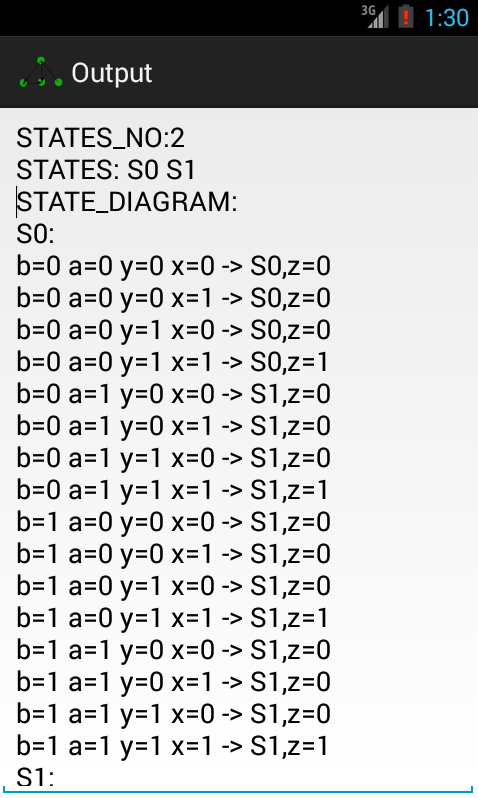 3G 1:30
Output
STATES_NO:2
STATES: S0 S1
STATE_DIAGRAM:
S0:
b=0 a=0 y=0 x=0 -> S0,z=0
b=0 a=0 y=0 x=1 -> S0,z=0
b=0 a=0 y=1 x=0 -> S0,z=0
b=0 a=0 y=1 x=1 -> S0,z=1
b=0 a=1 y=0 x=0 -> S1,z=0
b=0 a=1 y=0 x=1 -> S1,z=0
b=0 a=1 y=1 x=0 -> S1,z=0
b=0 a=1 y=1 x=1 -> S1,z=1
b=1 a=0 y=0 x=0 -> S1,z=0
b=1 a=0 y=0 x=1 -> S1,z=0
b=1 a=0 y=1 x=0 -> S1,z=0
b=1 a=0 y=1 x=1 -> S1,z=1
b=1 a=1 y=0 x=0 -> S1,z=0
b=1 a=1 y=0 x=1 -> S1,z=0
b=1 a=1 y=1 x=0 -> S1,z=0
b=1 a=1 y=1 x=1 -> S1,z=1
S1: